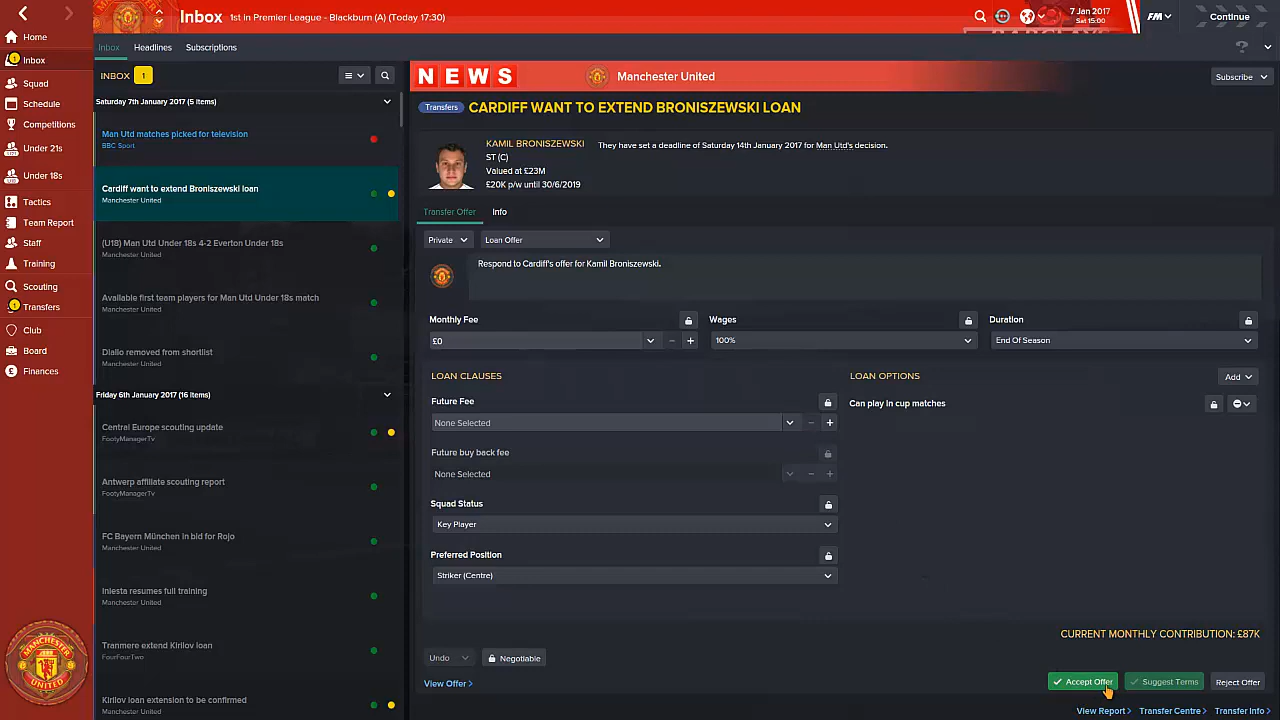 Inbox
1st in Premier League - Blackburn (A) (Today 17:30)
7 Jan 2017
Sat 15:00
FM
Continue
Home
1
Inbox
Squad
Schedule
Competitions
Under 21s
Under 18s
Tactics
Team Report
Staff
Training
Scouting
1
Transfers
Club
Board
Finances
MANCHESTER
UNITED
Inbox
Headlines
Subscriptions
INBOX
1
Saturday 7th January 2017 (5 items)
Man Utd matches picked for television
BBC Sport
Cardiff want to extend Broniszewski loan
Manchester United
(U18) Man Utd Under 18s 4-2 Everton Under 18s
Manchester United
Available first team players for Man Utd Under 18s match
Manchester United
Diallo removed from shortlist
Manchester United
Friday 6th January 2017 (16 items)
Central Europe scouting update
FootyManagerTv
Antwerp affiliate scouting report
FootyManagerTv
FC Bayern München in bid for Rojo
Manchester United
Iniesta resumes full training
Manchester United
Tranmere extend Kirilov loan
FourFourTwo
Kirilov loan extension to be confirmed
Manchester United
NEWS
Manchester United
Subscribe
Transfers
CARDIFF WANT TO EXTEND BRONISZEWSKI LOAN
KAMIL BRONISZEWSKI
ST (C)
Valued at £23M
£20K p/w until 30/6/2019
They have set a deadline of Saturday 14th January 2017 for Man Utd's decision.
Transfer Offer
Info
Private
Loan Offer
Respond to Cardiff's offer for Kamil Broniszewski.
Monthly Fee
£0
Wages
100%
Duration
End Of Season
LOAN CLAUSES
Future Fee
None Selected
Future buy back fee
None Selected
Squad Status
Key Player
Preferred Position
Striker (Centre)
LOAN OPTIONS
Add
Can play in cup matches
CURRENT MONTHLY CONTRIBUTION: £87K
Undo
Negotiable
View Offer >
Accept Offer
Suggest Terms
Reject Offer
View Report >
Transfer Centre >
Transfer Info >